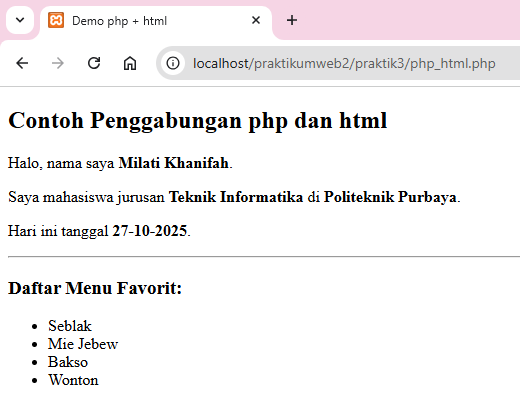 Demo php + html
localhost/praktikumweb2/praktik3/php_html.php
Contoh Penggabungan php dan html
Halo, nama saya Milati Khanifah.
Saya mahasiswa jurusan Teknik Informatika di Politeknik Purbaya.
Hari ini tanggal 27-10-2025.
Daftar Menu Favorit:
• Seblak
• Mie Jebew
• Bakso
• Wonton